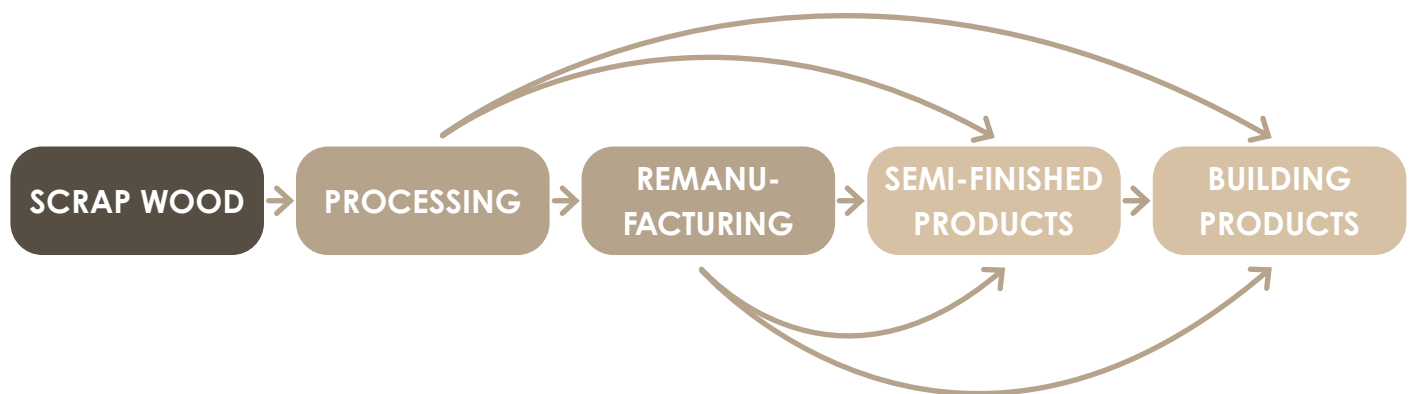 SCRAP WOOD
PROCESSING
REMANU-
FACTURING
SEMI-FINISHED
PRODUCTS
BUILDING
PRODUCTS